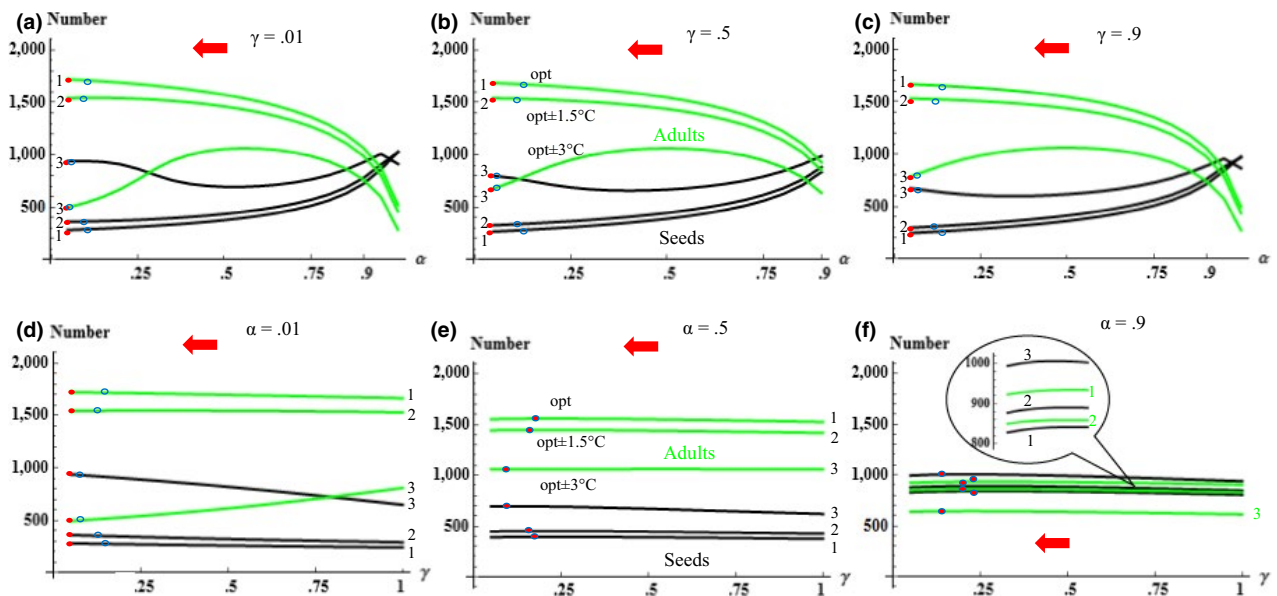 (a) Number γ = .01
2,000
1
1,500
2
1,000
3
500
3
2
1
.25 .5 .75 .9 α
(b) Number γ = .5
2,000
1 opt
1,500
2
opt±1.5°C
Adults
opt±3°C
1,000
3
3
500
2
1
Seeds
.25 .5 .75 .9 α
(c) Number γ = .9
2,000
1
1,500
2
1,000
3
3
500
2
1
.25 .5 .75 .9 α
(d) Number α = .01
2,000
1
1,500
2
1,000
3
3
500
2
1
.25 .5 .75 1 γ
(e) Number α = .5
2,000
opt
1,500
1
opt±1.5°C
2
Adults
1,000
3
opt±3°C
3
500
2
1
Seeds
.25 .5 .75 1 γ
(f) Number α = .9
2,000
1000
3
1
900
2
2
800
1
1,500
1,000
500
3
.25 .5 .75 1 γ